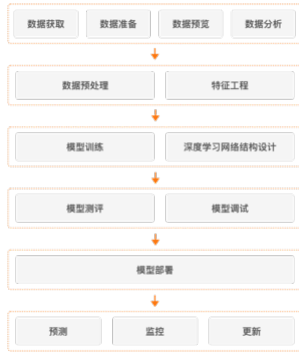 数据获取 数据准备 数据预览 数据分析
数据预处理 特征工程
模型训练 深度学习网络结构设计
模型测评 模型调试
模型部署
预测 监控 更新